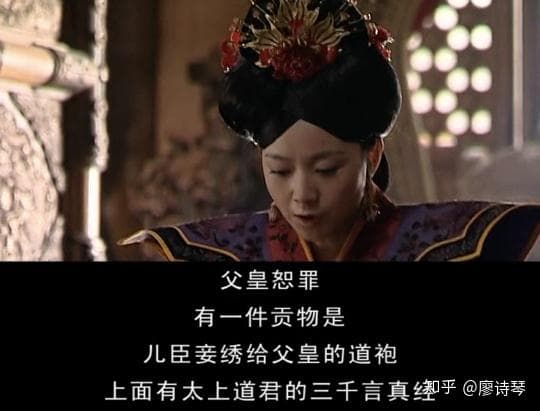 父皇恕罪
有一件贡物是
儿臣妾绣给父皇的道袍
上面有太上道君的三千言真经
知乎 @廖诗琴